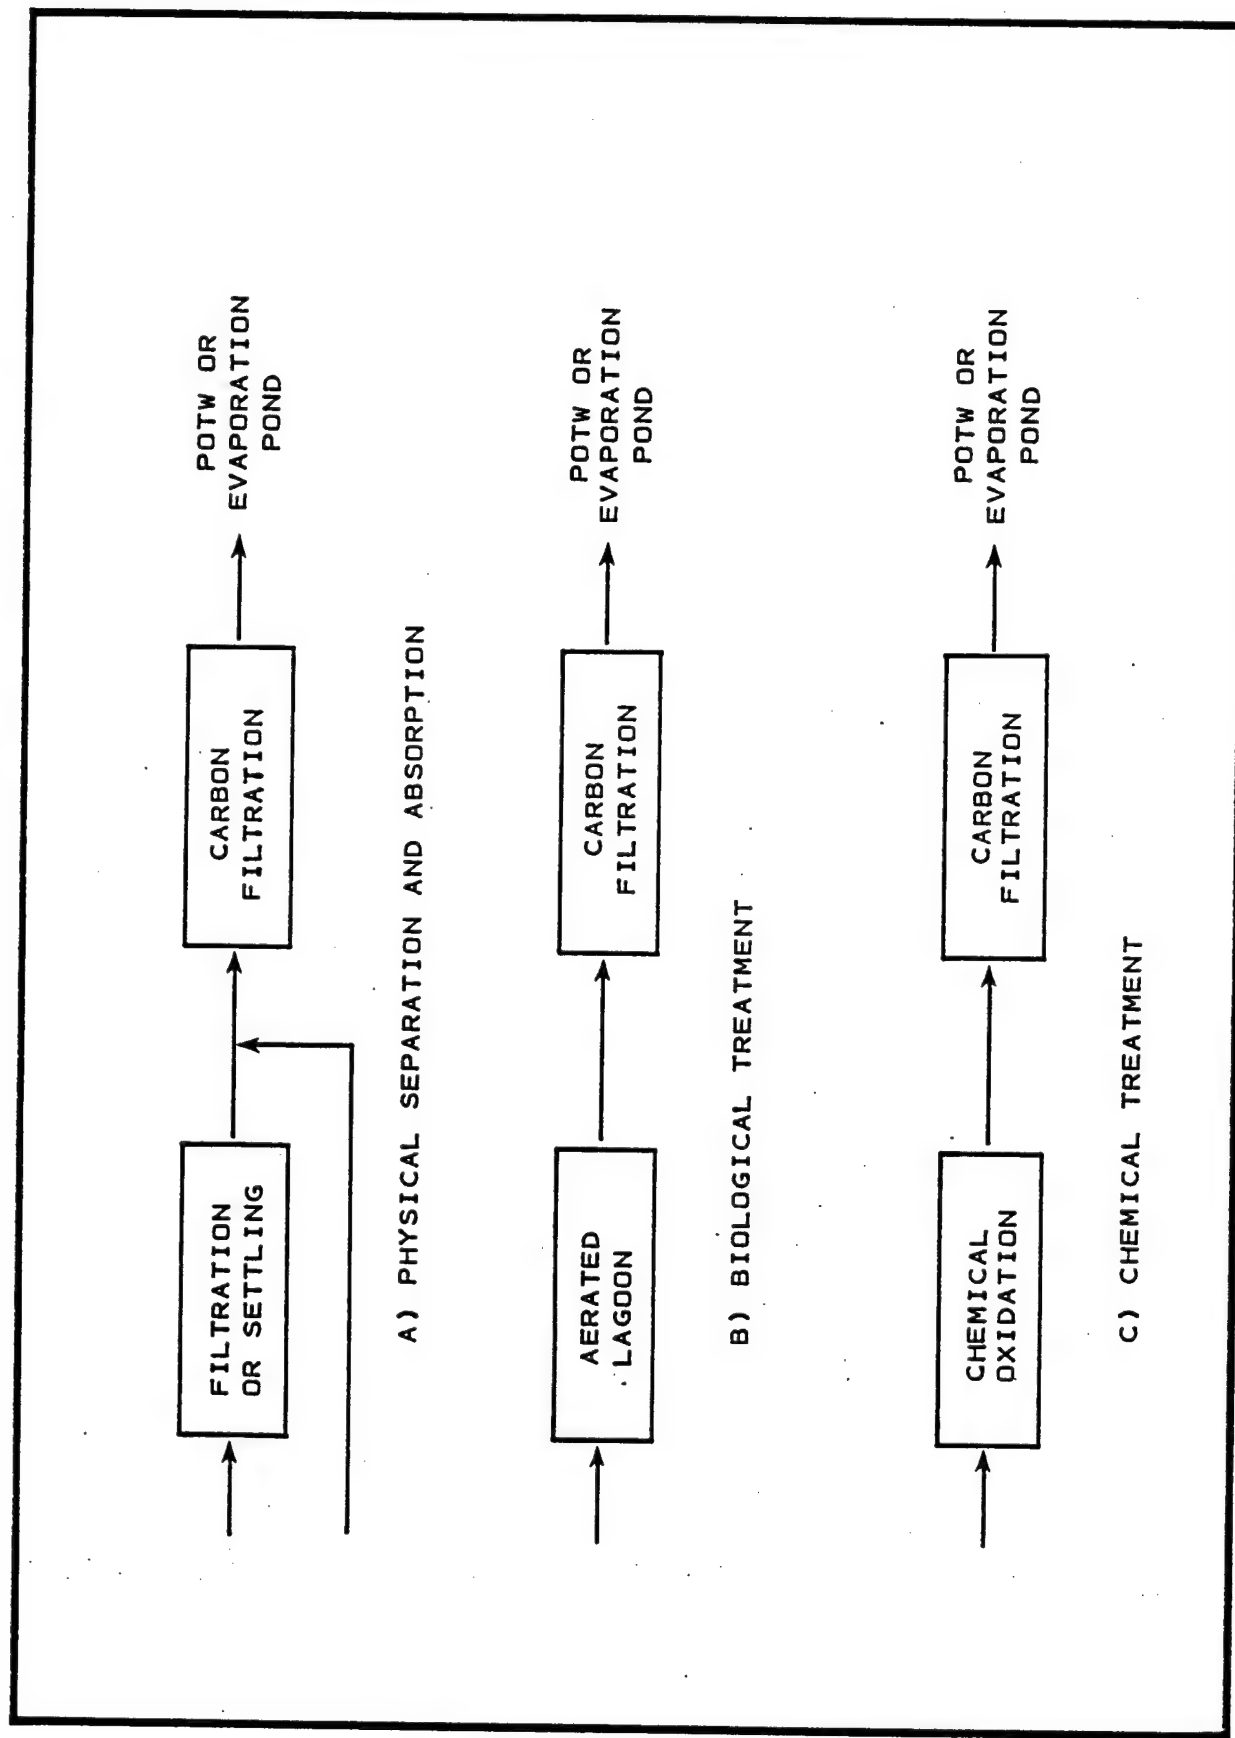 FILTRATION
OR SETTLING
CARBON
FILTRATION
POTW OR
EVAPORATION
POND
A) PHYSICAL SEPARATION AND ABSORPTION
AERATED
LAGOON
CARBON
FILTRATION
POTW OR
EVAPORATION
POND
B) BIOLOGICAL TREATMENT
CHEMICAL
OXIDATION
CARBON
FILTRATION
POTW OR
EVAPORATION
POND
C) CHEMICAL TREATMENT